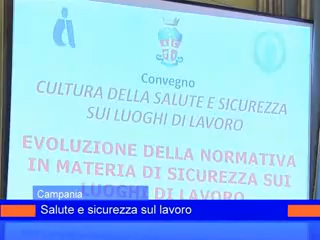 Convegno
CULTURA DELLA SALUTE E SICUREZZA
SUI LUOGHI DI LAVORO
EVOLUZIONE DELLA NORMATIVA
IN MATERIA DI SICUREZZA SUI
LUOGHI DI LAVORO
Campania
Salute e sicurezza sul lavoro